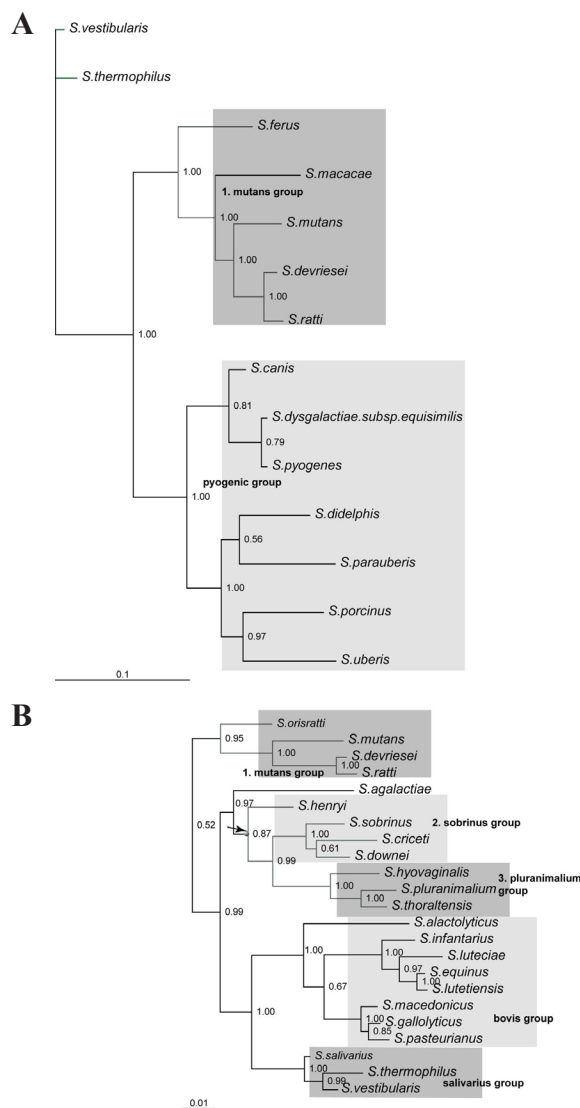 A
S.vestibularis
S.thermophilus
S.ferus
1.00
S.macacae
1. mutans group
1.00
S.mutans
1.00
S.devriesei
1.00
S.ratti
1.00
S.canis
0.81
S.dysgalactiae.subsp.equisimilis
0.79
S.pyogenes
pyogenic group
1.00
S.didelphis
0.56
S.parauberis
1.00
S.porcinus
0.97
S.uberis
0.1
B
S.orisratti
0.95
S.mutans
1.00
S.devriesei
1.00
1. mutans group
S.ratti
S.agalactiae
0.97
S.henryi
0.52
0.87
S.sobrinus
2. sobrinus group
1.00
S.criceti
0.61
S.downei
0.99
S.hyovaginalis
3. pluranimalium
1.00
S.pluranimalium
group
1.00
S.thoraltensis
0.99
S.alactolyticus
1.00
S.infantarius
1.00
S.luteciae
0.97
S.equinus
1.00
0.67
S.lutetiensis
S.macedonicus
1.00
S.gallolyticus
bovis group
0.85
1.00
S.pasteurianus
S.salivarius
1.00
S.thermophilus
0.99
salivarius group
S.vestibularis
0.01